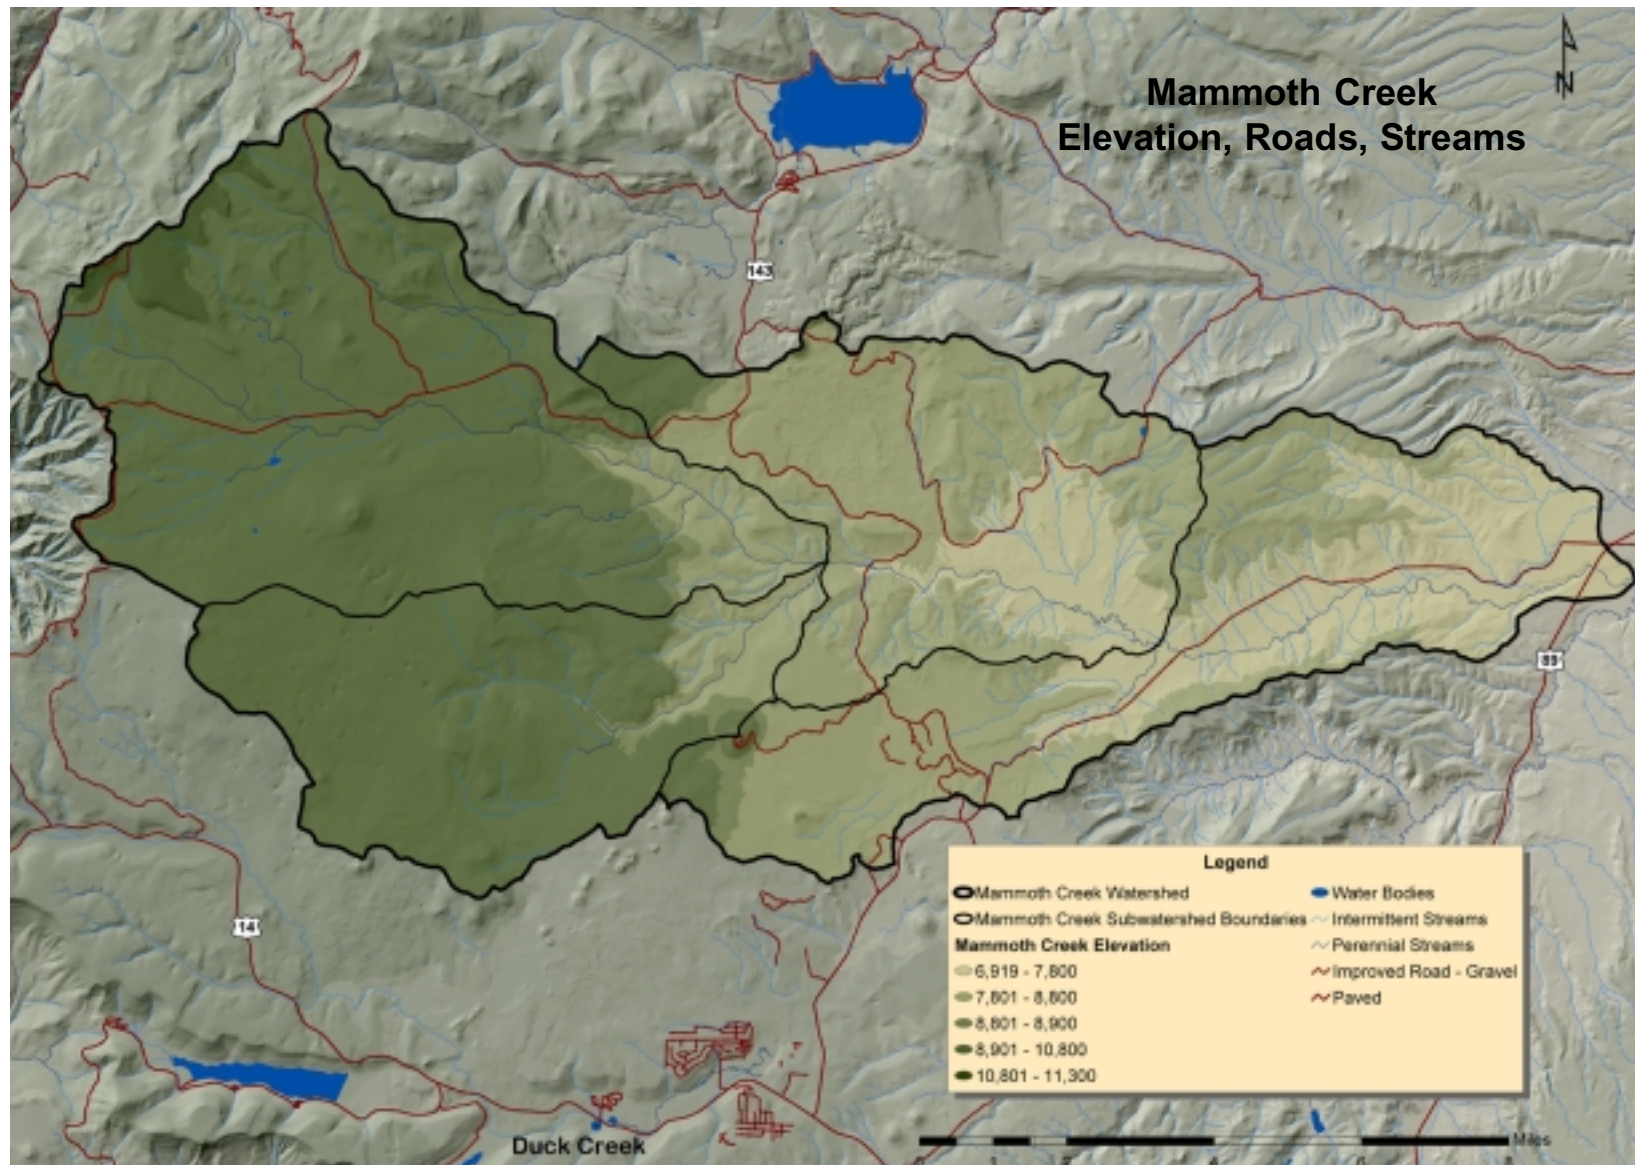 Mammoth Creek
Elevation, Roads, Streams
N
143
89
14
Legend
Mammoth Creek Watershed
Mammoth Creek Subwatershed Boundaries
Mammoth Creek Elevation
6,919 - 7,800
7,801 - 8,800
8,801 - 8,900
8,901 - 10,800
10,801 - 11,300
Water Bodies
Intermittent Streams
Perennial Streams
Improved Road - Gravel
Paved
Duck Creek
Miles